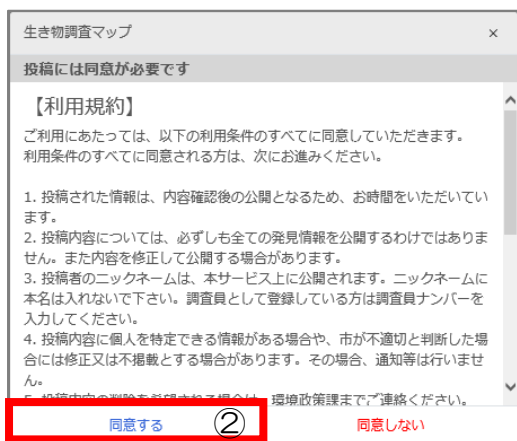 生き物調査マップ ×
投稿には同意が必要です
【利用規約】
ご利用にあたっては、以下の利用条件のすべてに同意していただきます。
利用条件のすべてに同意される方は、次にお進みください。
1. 投稿された情報は、内容確認後の公開となるため、お時間をいただいてい
ます。
2. 投稿内容については、必ずしも全ての発見情報を公開するわけではありま
せん。また内容を修正して公開する場合があります。
3. 投稿者のニックネームは、本サービス上に公開されます。ニックネームに
本名は入れないで下さい。調査員として登録している方は調査員ナンバーを
入力してください。
4. 投稿内容に個人を特定できる情報がある場合や、市が不適切と判断した場
合には修正又は不掲載とする場合があります。その場合、通知等は行いませ
ん。
5. 投稿内容の削除を希望される場合は、環境政策課までご連絡ください。
同意する ② 同意しない